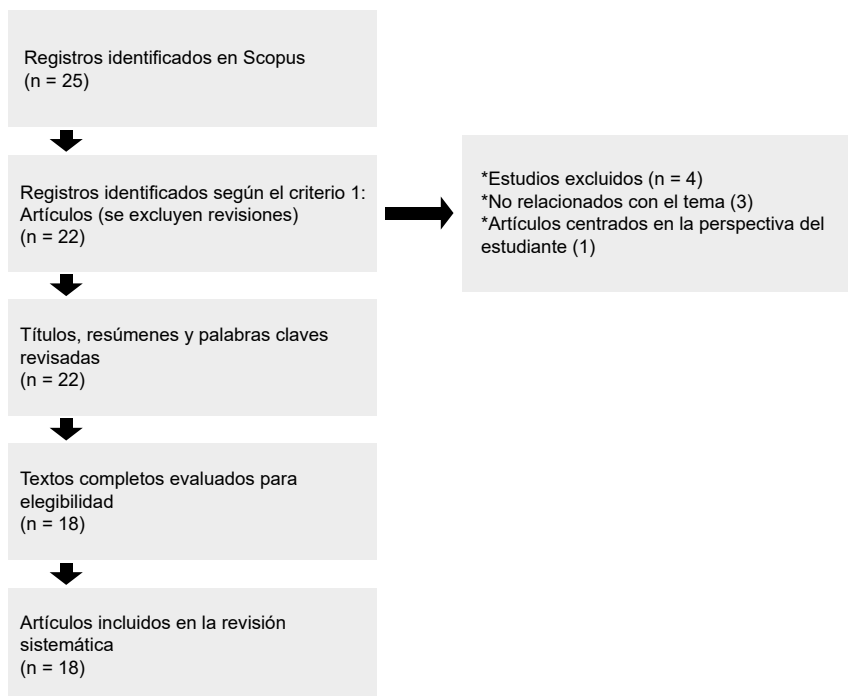 Registros identificados en Scopus
(n = 25)
Registros identificados según el criterio 1:
Artículos (se excluyen revisiones)
(n = 22)
*Estudios excluidos (n = 4)
*No relacionados con el tema (3)
*Artículos centrados en la perspectiva del
estudiante (1)
Títulos, resúmenes y palabras claves
revisadas
(n = 22)
Textos completos evaluados para
elegibilidad
(n = 18)
Artículos incluidos en la revisión
sistemática
(n = 18)